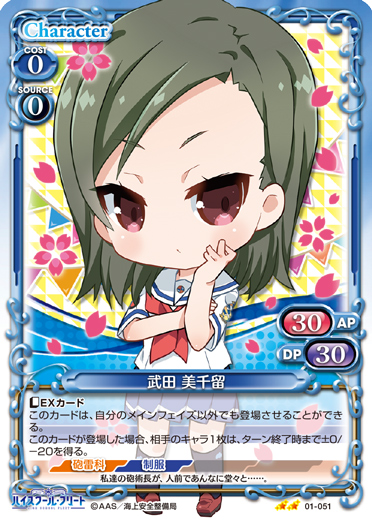 Character
COST
0
SOURCE
0
30 AP
DP 30
武田 美千留
EXカード
このカードは、自分のメインフェイズ以外でも登場させることができ
る。
このカードが登場した場合、相手のキャラ1枚は、ターン終了時まで±0/
-20を得る。
砲雷科 制服
私達の砲術長が、人前であんなに堂々と……。
ハイスクール・フリート
©AAS/海上安全整備局
01-051